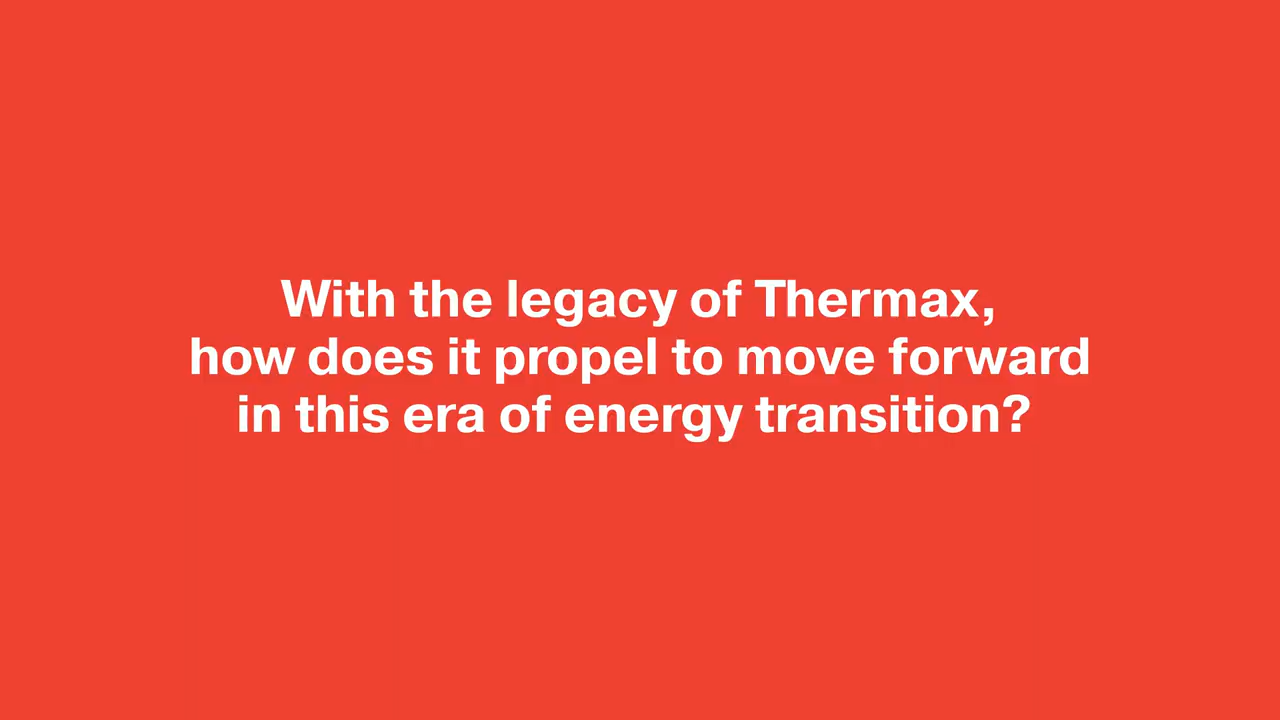 With the legacy of Thermax,
how does it propel to move forward
in this era of energy transition?